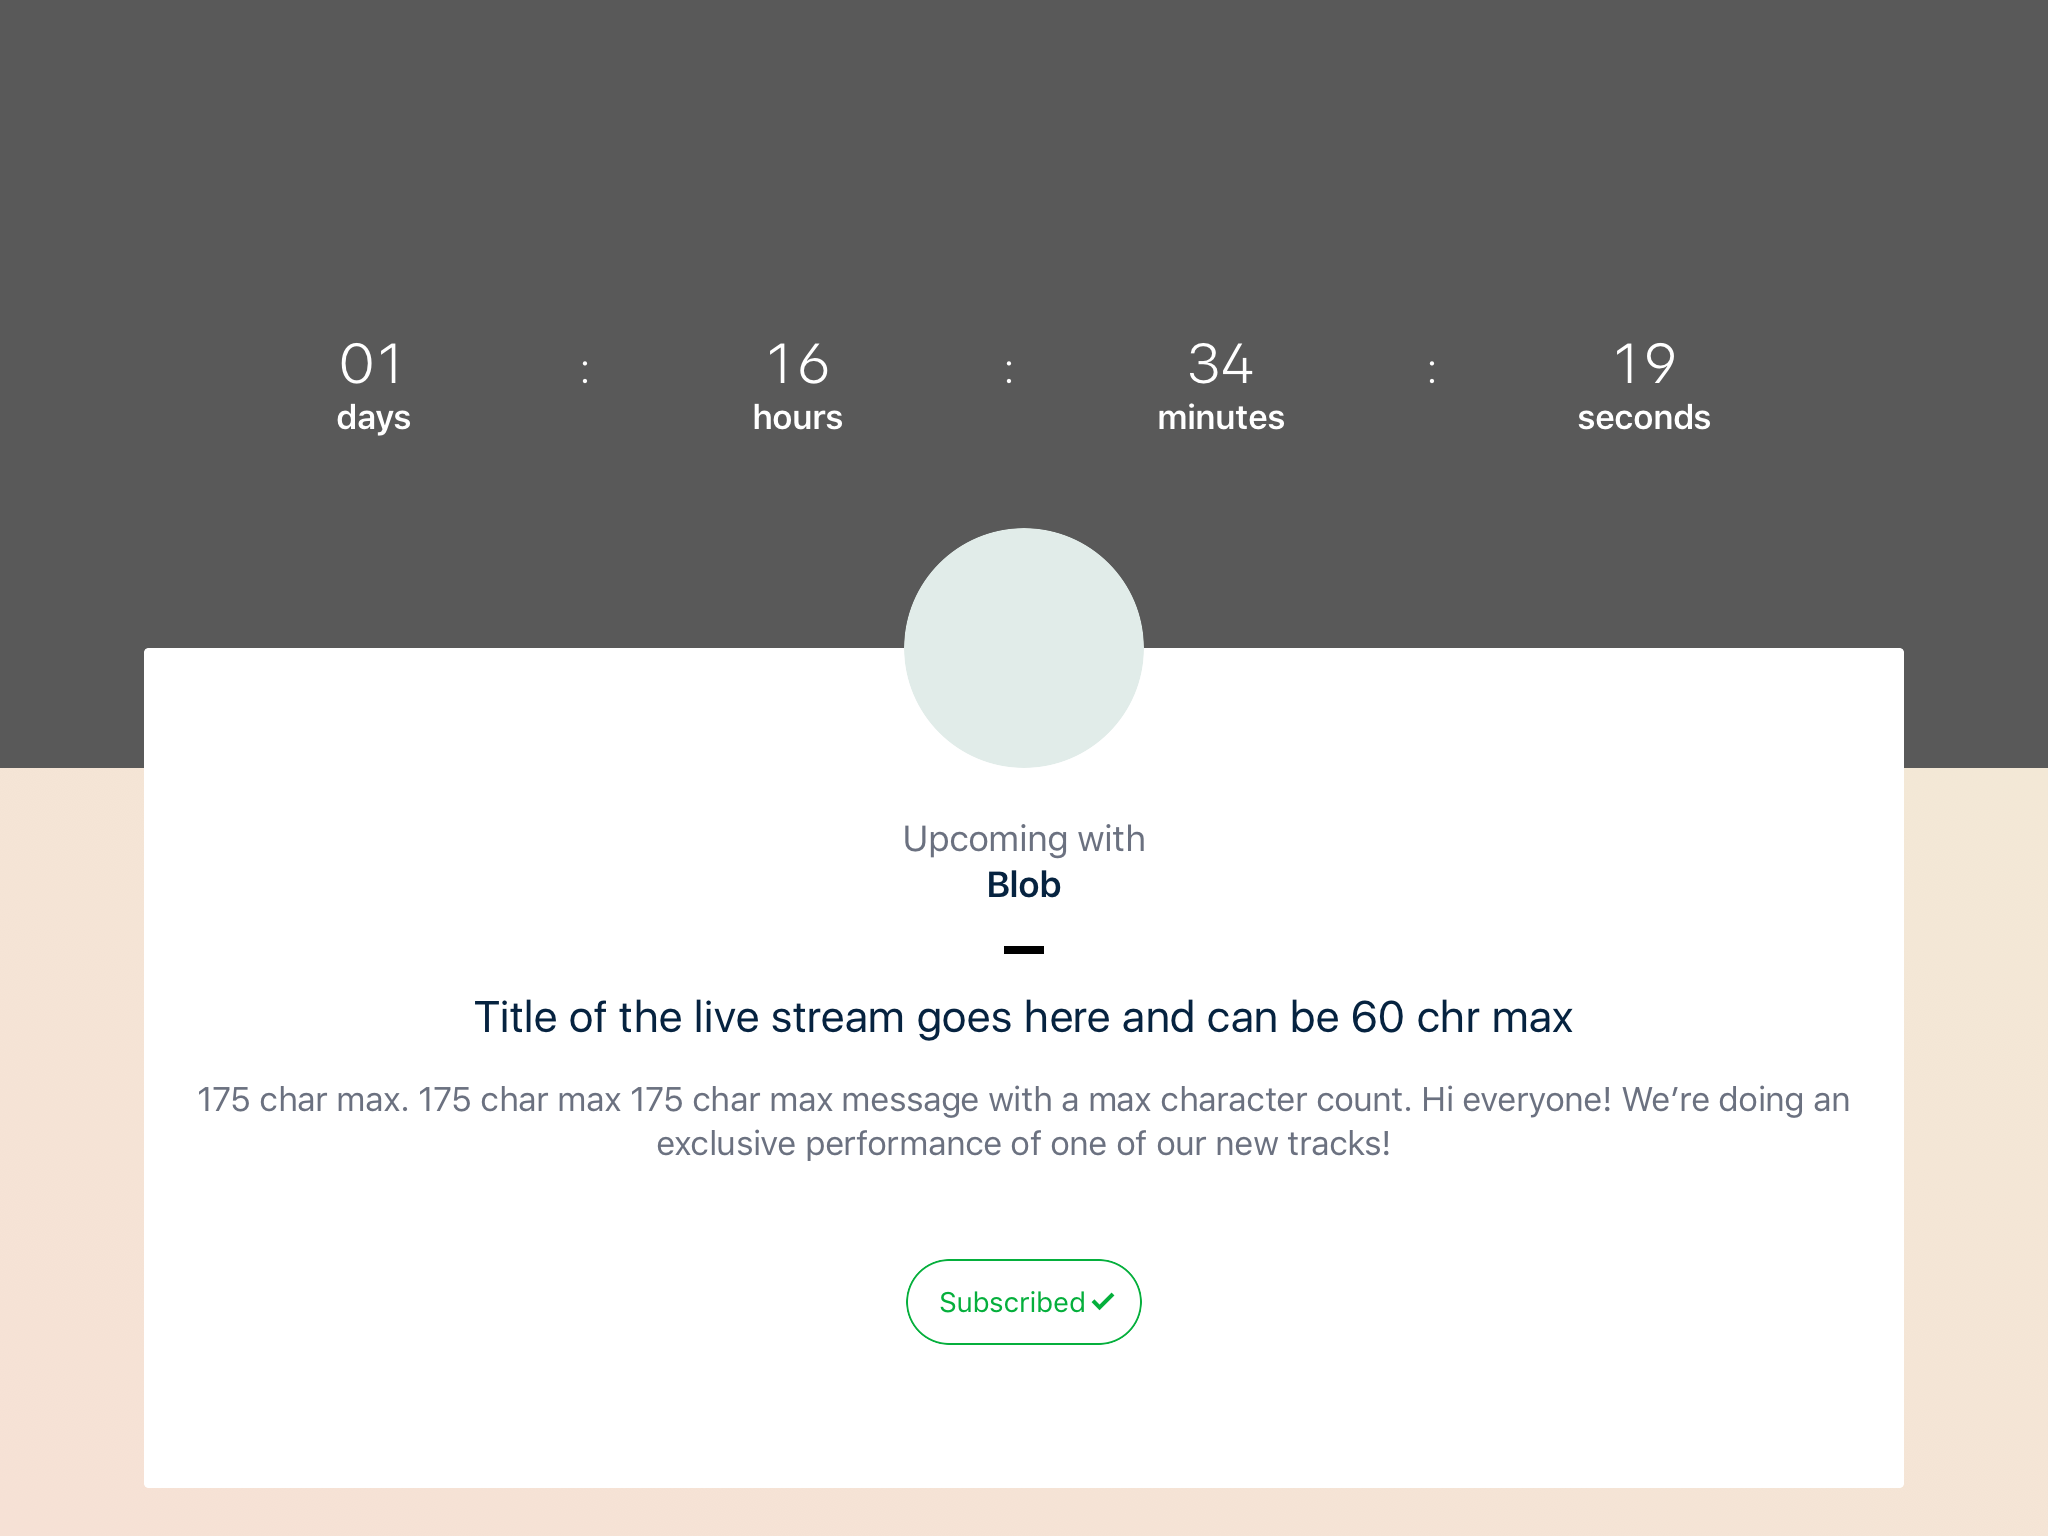 01 : 16 : 34 : 19
days hours minutes seconds
Upcoming with
Blob
Title of the live stream goes here and can be 60 chr max
175 char max. 175 char max 175 char max message with a max character count. Hi everyone! We’re doing an
exclusive performance of one of our new tracks!
Subscribed